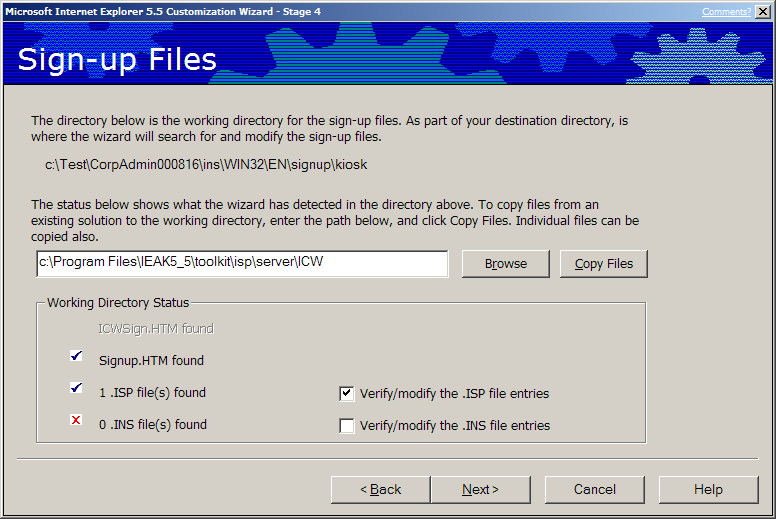 Microsoft Internet Explorer 5.5 Customization Wizard - Stage 4
Comments?
Sign-up Files
The directory below is the working directory for the sign-up files. As part of your destination directory, is
where the wizard will search for and modify the sign-up files.
c:\Test\CorpAdmin000816\ins\WIN32\EN\signup\kiosk
The status below shows what the wizard has detected in the directory above. To copy files from an
existing solution to the working directory, enter the path below, and click Copy Files. Individual files can be
copied also.
c:\Program Files\IEAK5_5\toolkit\isp\server\ICW
Browse
Copy Files
Working Directory Status
ICWSign.HTM found
Signup.HTM found
1 .ISP file(s) found
Verify/modify the .ISP file entries
0 .INS file(s) found
Verify/modify the .INS file entries
< Back
Next >
Cancel
Help